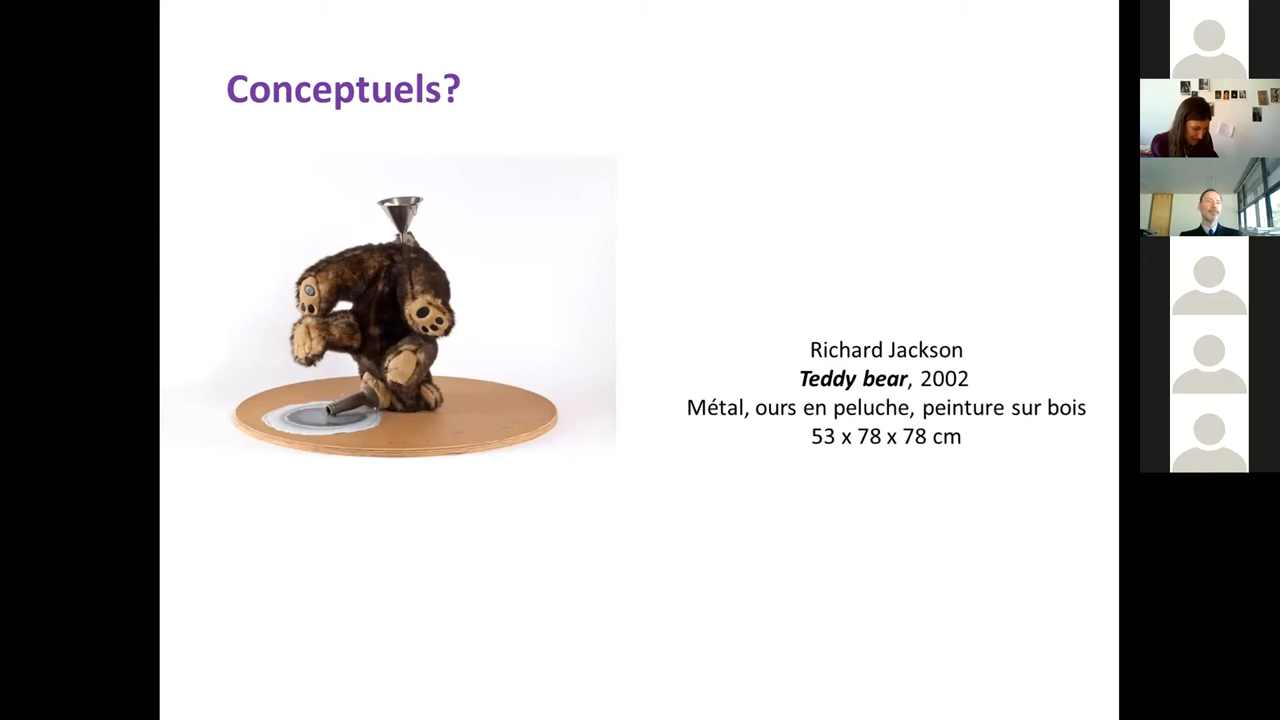 Conceptuels?
Richard Jackson
Teddy bear, 2002
Métal, ours en peluche, peinture sur bois
53 x 78 x 78 cm